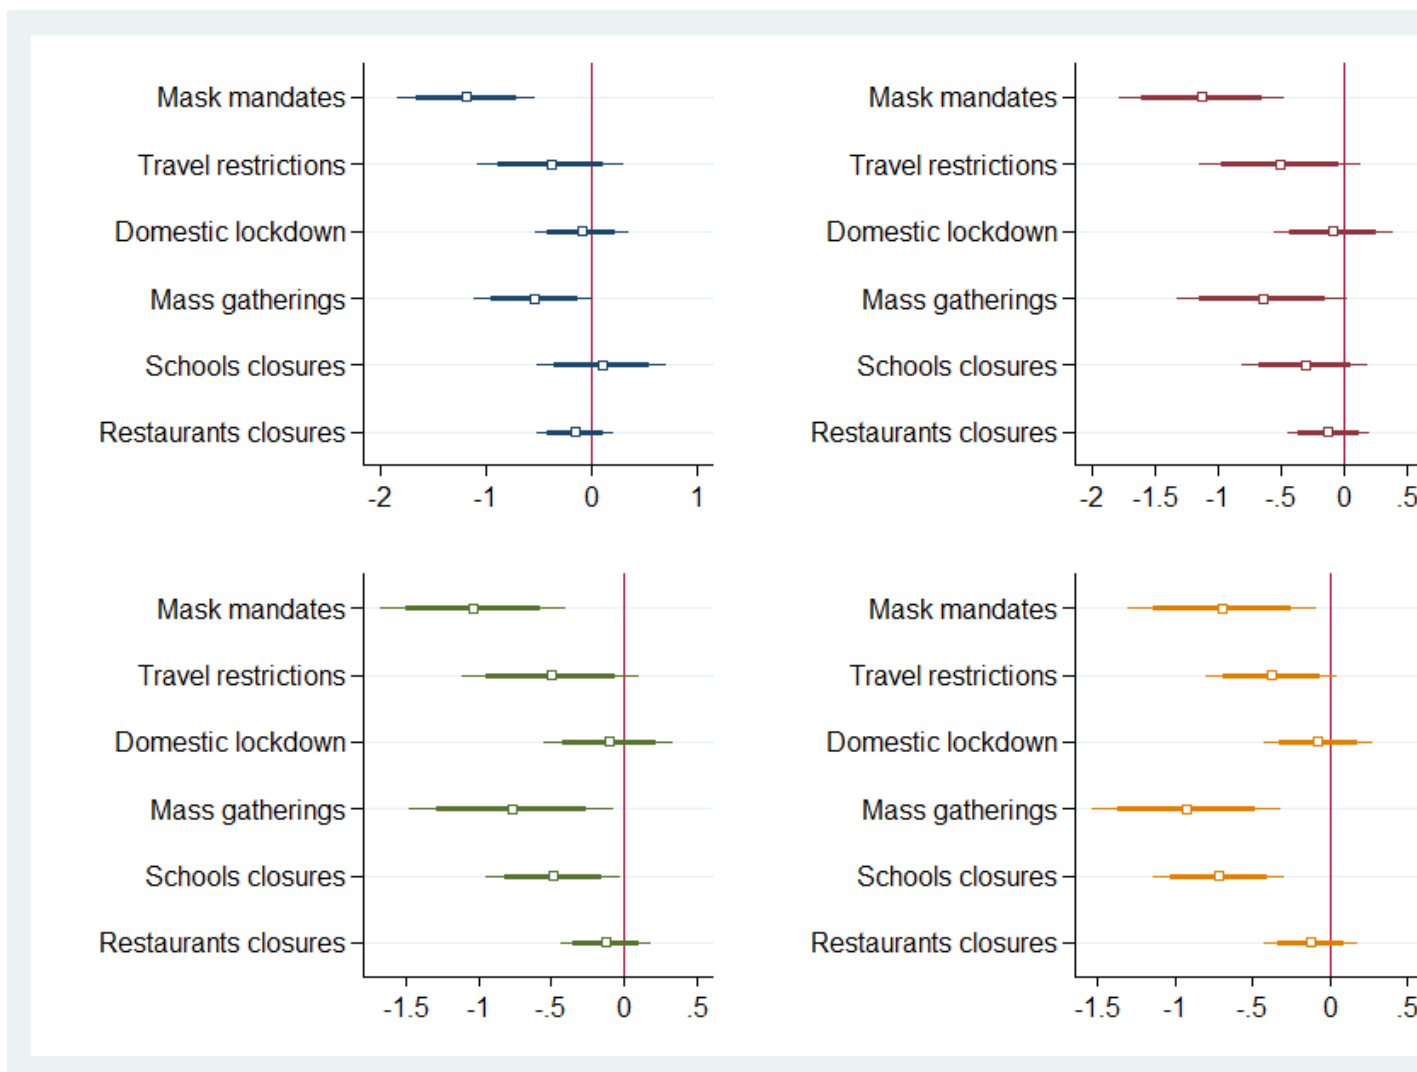 Mask mandates
Travel restrictions
Domestic lockdown
Mass gatherings
Schools closures
Restaurants closures
-2 -1 0 1
Mask mandates
Travel restrictions
Domestic lockdown
Mass gatherings
Schools closures
Restaurants closures
-2 -1.5 -1 -.5 0 .5
Mask mandates
Travel restrictions
Domestic lockdown
Mass gatherings
Schools closures
Restaurants closures
-1.5 -1 -.5 0 .5
Mask mandates
Travel restrictions
Domestic lockdown
Mass gatherings
Schools closures
Restaurants closures
-1.5 -1 -.5 0 .5